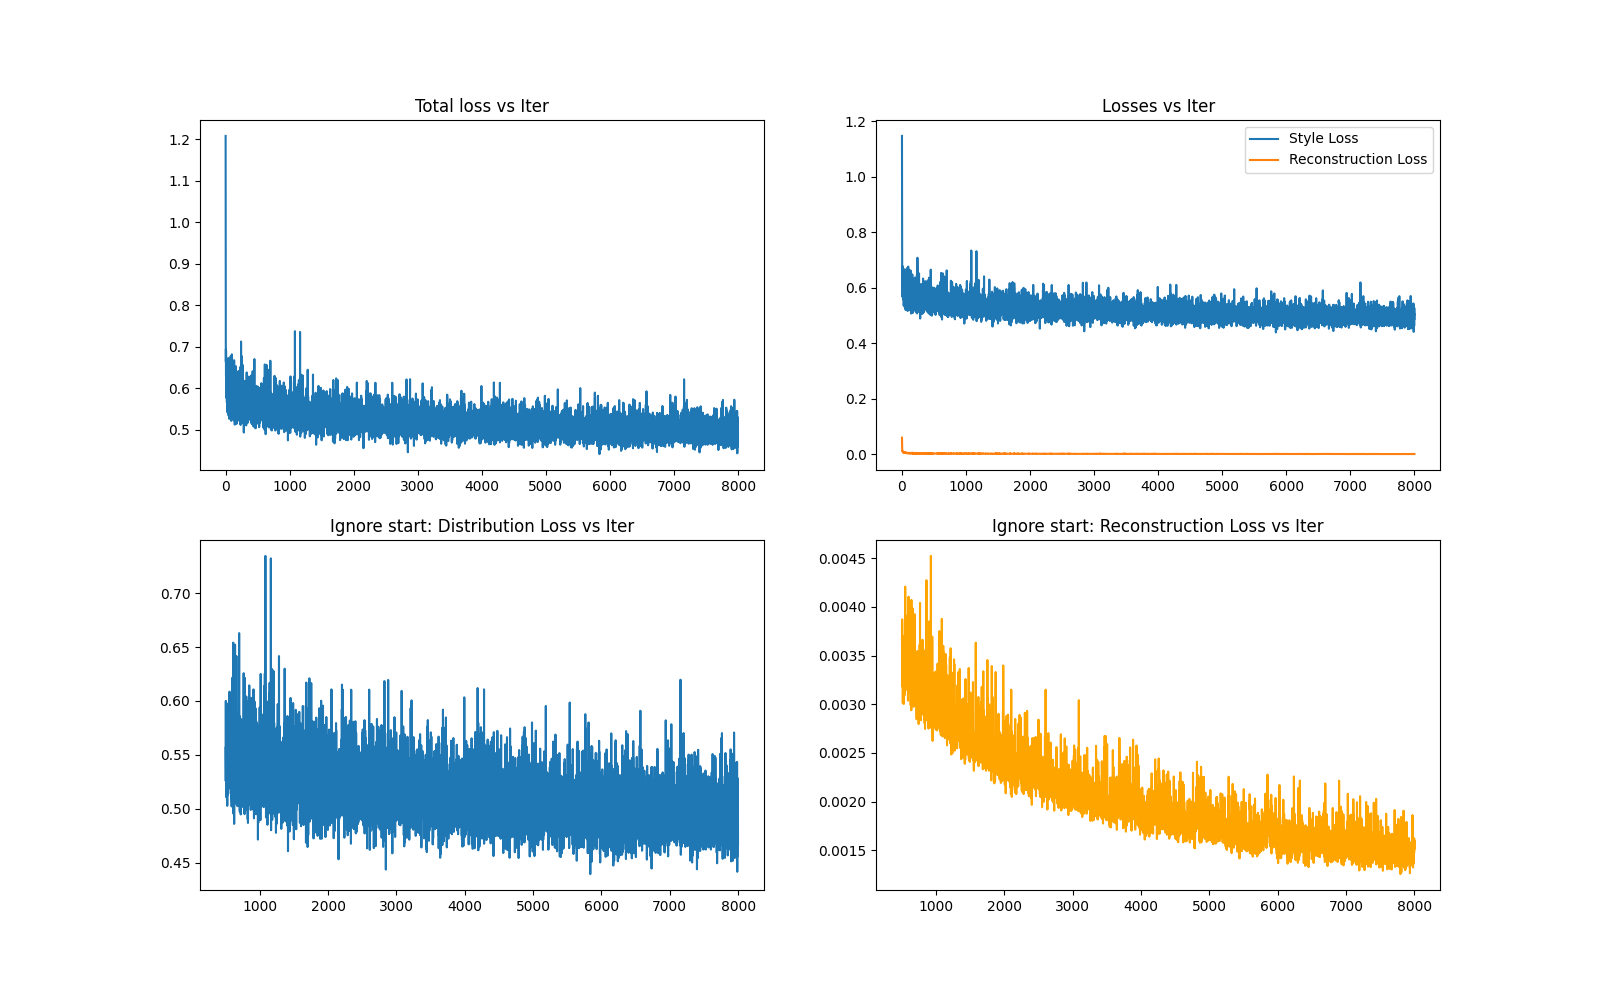 Total loss vs Iter
1.2
1.1
1.0
0.9
0.8
0.7
0.6
0.5
0 1000 2000 3000 4000 5000 6000 7000 8000
Losses vs Iter
Style Loss
Reconstruction Loss
1.2
1.0
0.8
0.6
0.4
0.2
0.0
0 1000 2000 3000 4000 5000 6000 7000 8000
Ignore start: Distribution Loss vs Iter
0.70
0.65
0.60
0.55
0.50
0.45
1000 2000 3000 4000 5000 6000 7000 8000
Ignore start: Reconstruction Loss vs Iter
0.0045
0.0040
0.0035
0.0030
0.0025
0.0020
0.0015
1000 2000 3000 4000 5000 6000 7000 8000